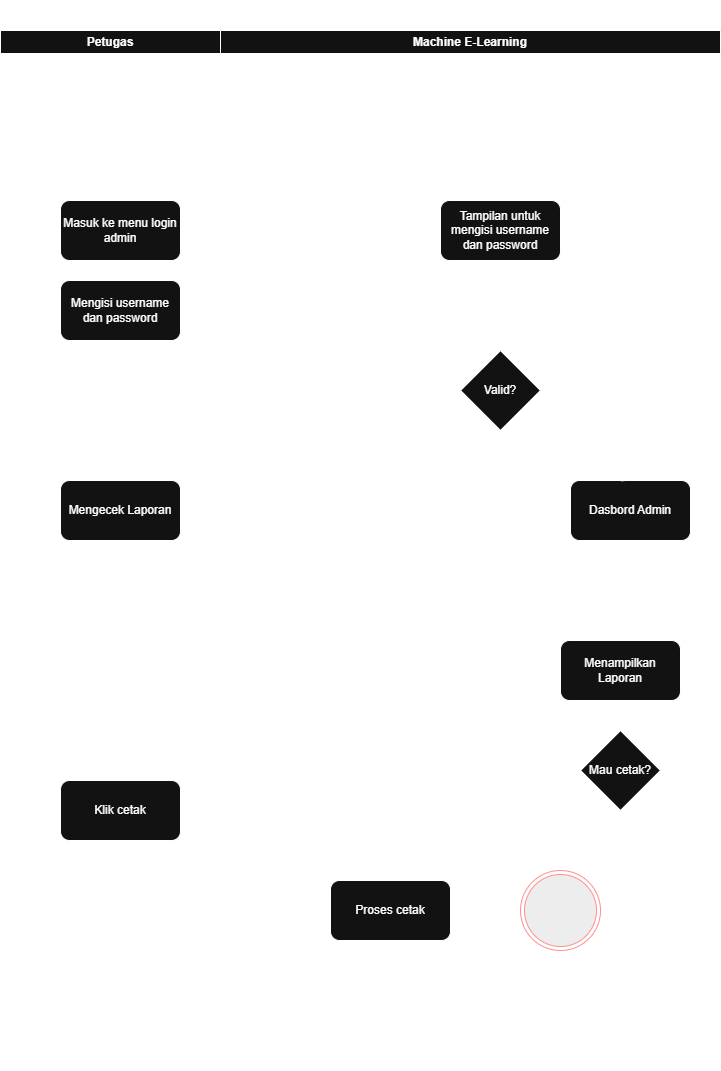 Petugas
Machine E-Learning
Masuk ke menu login
admin
Tampilan untuk
mengisi username
dan password
Mengisi username
dan password
Valid?
Mengecek Laporan
Dasbord Admin
Menampilkan
Laporan
Mau cetak?
Klik cetak
Proses cetak